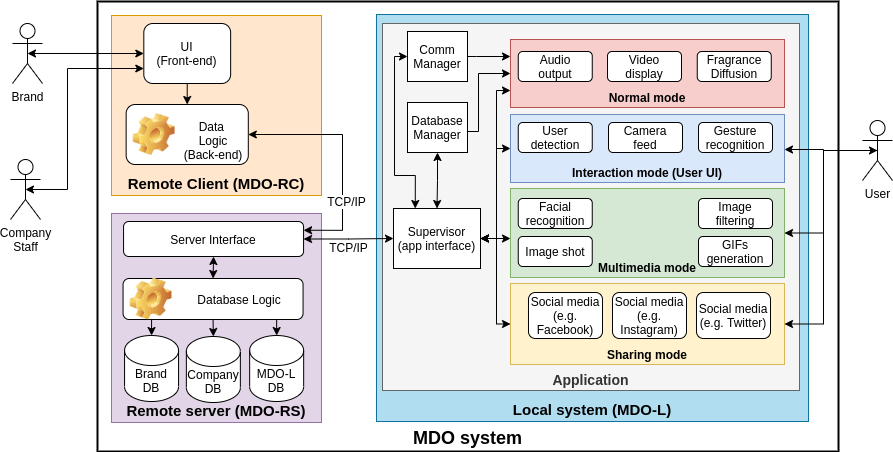 Brand
Company
Staff
UI
(Front-end)
Data
Logic
(Back-end)
Remote Client (MDO-RC)
TCP/IP
TCP/IP
Server Interface
Database Logic
Brand
DB
Company
DB
MDO-L
DB
Remote server (MDO-RS)
Comm
Manager
Database
Manager
Supervisor
(app interface)
Audio
output
Video
display
Fragrance
Diffusion
Normal mode
User
detection
Camera
feed
Gesture
recognition
Interaction mode (User UI)
Facial
recognition
Image
filtering
Image shot
GIFs
generation
Multimedia mode
Social media
(e.g.
Facebook)
Social media
(e.g.
Instagram)
Social media
(e.g. Twitter)
Sharing mode
Application
Local system (MDO-L)
User
MDO system